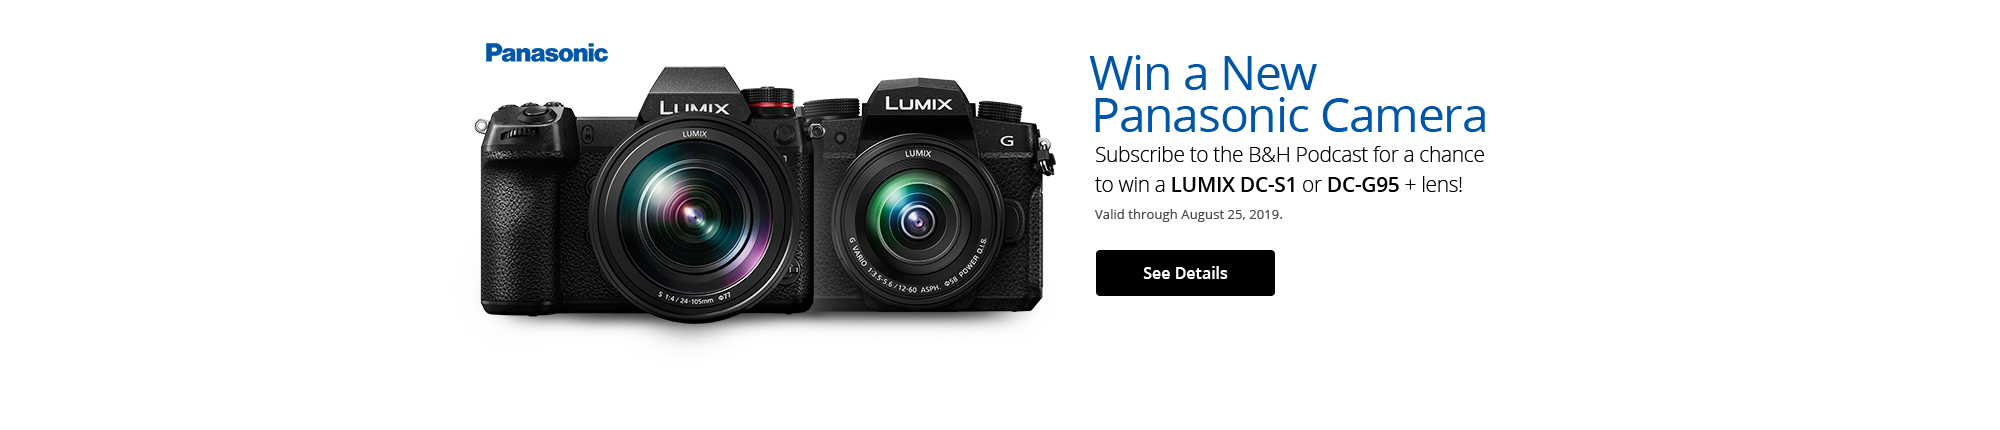 Panasonic
LUMIX
LUMIX
LUMIX
LUMIX
G
S 1:4 / 24-105mm Φ77
G VARIO 1:3.5-5.6 / 12-60 ASPH. Φ58 POWER O.I.S.
Win a New
Panasonic Camera
Subscribe to the B&H Podcast for a chance
to win a LUMIX DC-S1 or DC-G95 + lens!
Valid through August 25, 2019.
See Details